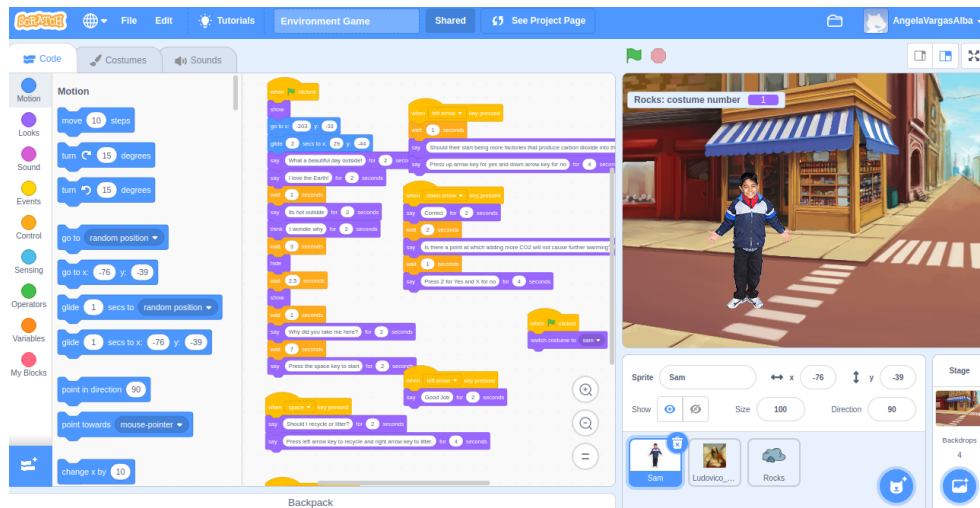 SCRATCH File Edit Tutorials Environment Game Shared See Project Page AngelaVargasAlba
Code Costumes Sounds
Motion
Looks
Sound
Events
Control
Sensing
Operators
Variables
My Blocks
Motion
move 10 steps
turn 15 degrees
turn 15 degrees
go to random position
go to x: -76 y: -39
glide 1 secs to random position
glide 1 secs to x: -76 y: -39
point in direction 90
point towards mouse-pointer
change x by 10
when clicked
show
go to x: -203 y: -33
glide 2 secs to x: 29 y: -44
say What a beautiful day outside! for 2 seconds
say I love the Earth! for 2 seconds
wait 1 seconds
say Its hot outside for 2 seconds
think I wonder why for 2 seconds
wait 3 seconds
hide
wait 2.5 seconds
show
wait 1 seconds
say Why did you take me here? for 2 seconds
wait 7 seconds
say Press the space key to start for 2 seconds
when space key pressed
say Should I recycle or litter? for 2 seconds
say Press left arrow key to recycle and right arrow key to litter. for 4 seconds
when left arrow key pressed
wait 1 seconds
say Should their start being more factories that produce carbon dioxide into th
say Press up arrow key for yes and down arrow key for no for 4 secon
when down arrow key pressed
say Correct for 2 seconds
wait 2 seconds
say Is there a point at which adding more CO2 will not cause further warming?
wait 1 seconds
say Press Z for Yes and X for no for 4 seconds
when clicked
switch costume to sam
when left arrow key pressed
say Good Job for 2 seconds
Backpack
Rocks: costume number 1
Sprite Sam x -76 y -39
Show Size 100 Direction 90
Sam
Ludovico_...
Rocks
Stage
Backdrops
4